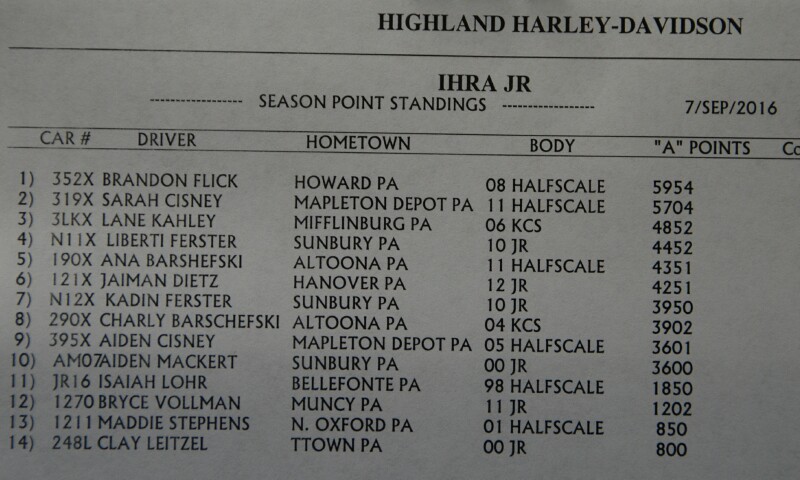 HIGHLAND HARLEY-DAVIDSON
IHRA JR
------------------ SEASON POINT STANDINGS ------------------ 7/SEP/2016
CAR # DRIVER HOMETOWN BODY "A" POINTS
1) 352X BRANDON FLICK HOWARD PA 08 HALFSCALE 5954
2) 319X SARAH CISNEY MAPLETON DEPOT PA 11 HALFSCALE 5704
3) 3LKX LANE KAHLEY MIFFLINBURG PA 06 KCS 4852
4) N11X LIBERTI FERSTER SUNBURY PA 10 JR 4452
5) 190X ANA BARSHEFSKI ALTOONA PA 11 HALFSCALE 4351
6) 121X JAIMAN DIETZ HANOVER PA 12 JR 4251
7) N12X KADIN FERSTER SUNBURY PA 10 JR 3950
8) 290X CHARLY BARSCHEFSKI ALTOONA PA 04 KCS 3902
9) 395X AIDEN CISNEY MAPLETON DEPOT PA 05 HALFSCALE 3601
10) AM07AIDEN MACKERT SUNBURY PA 00 JR 3600
11) JR16 ISAIAH LOHR BELLEFONTE PA 98 HALFSCALE 1850
12) 1270 BRYCE VOLLMAN MUNCY PA 11 JR 1202
13) 1211 MADDIE STEPHENS N. OXFORD PA 01 HALFSCALE 850
14) 248L CLAY LEITZEL TTOWN PA 00 JR 800